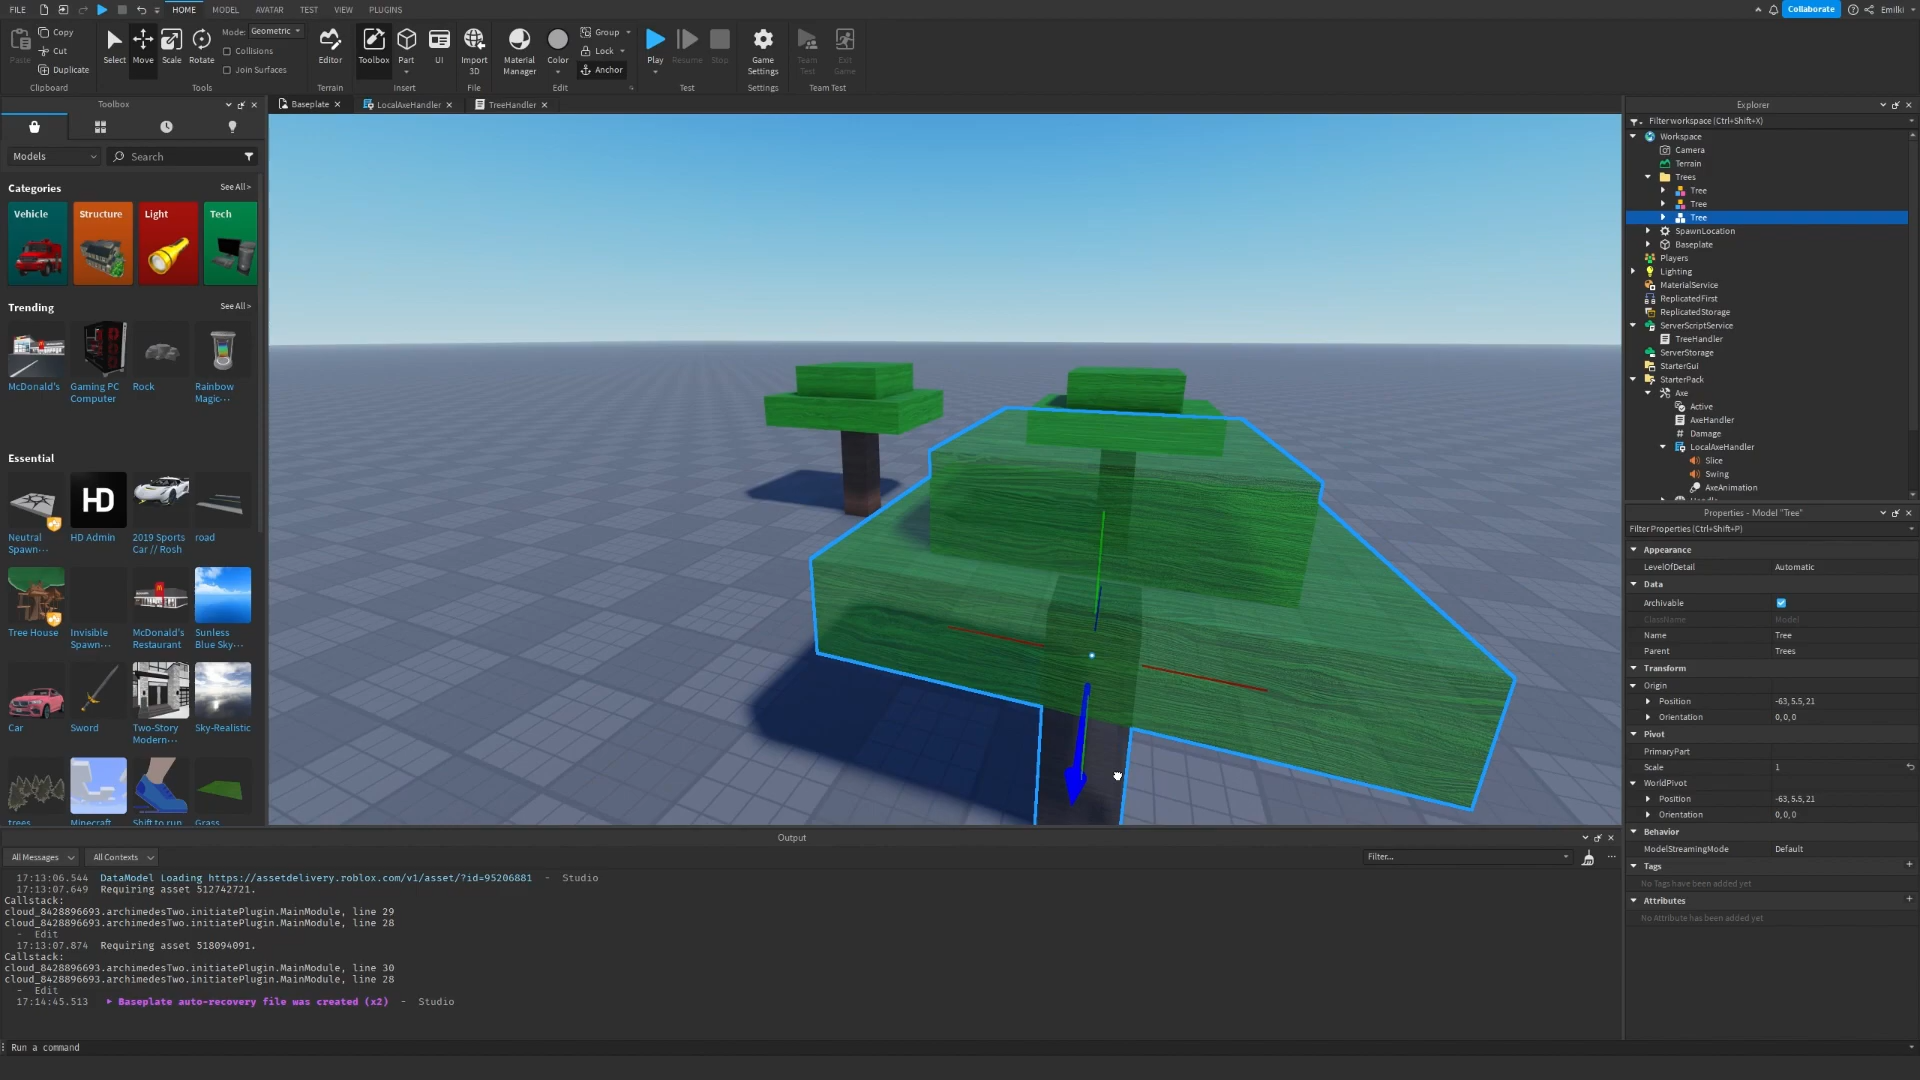 FILE
HOME
MODEL
AVATAR
TEST
VIEW
PLUGINS
Collaborate
Emilki
Paste
Copy
Cut
Duplicate
Clipboard
Select
Move
Scale
Rotate
Mode: Geometric
Collisions
Join Surfaces
Tools
Editor
Terrain
Toolbox
Part
UI
Insert
Import
3D
File
Material
Manager
Color
Group
Lock
Anchor
Edit
Play
Resume
Stop
Test
Game
Settings
Settings
Team
Test
Exit
Game
Team Test
Toolbox
Models
Search
Categories
See All >
Vehicle
Structure
Light
Tech
Trending
See All >
McDonald's
Gaming PC
Computer
Rock
Rainbow
Magic...
Essential
HD
Neutral
Spawn...
HD Admin
2019 Sports
Car // Rosh
road
Tree House
Invisible
Spawn...
McDonald's
Restaurant
Sunless
Blue Sky...
Car
Sword
Two-Story
Modern...
Sky-Realistic
trees
Minecraft
Shift to run
Grass
Baseplate
LocalAxeHandler
TreeHandler
Explorer
Filter workspace (Ctrl+Shift+X)
Workspace
Camera
Terrain
Trees
Tree
Tree
Tree
SpawnLocation
Baseplate
Players
Lighting
MaterialService
ReplicatedFirst
ReplicatedStorage
ServerScriptService
TreeHandler
ServerStorage
StarterGui
StarterPack
Axe
Active
AxeHandler
Damage
LocalAxeHandler
Slice
Swing
AxeAnimation
Properties - Model "Tree"
Filter Properties (Ctrl+Shift+P)
Appearance
LevelOfDetail Automatic
Data
Archivable
ClassName Model
Name Tree
Parent Trees
Transform
Origin
Position -63, 5.5, 21
Orientation 0, 0, 0
Pivot
PrimaryPart
Scale 1
WorldPivot
Position -63, 5.5, 21
Orientation 0, 0, 0
Behavior
ModelStreamingMode Default
Tags
No Tags have been added yet
Attributes
No Attribute has been added yet
Output
All Messages
All Contexts
Filter...
17:13:06.544 DataModel Loading https://assetdelivery.roblox.com/v1/asset/?id=95206881 - Studio
17:13:07.649 Requiring asset 512742721.
Callstack:
cloud_8428896693.archimedesTwo.initiatePlugin.MainModule, line 29
cloud_8428896693.archimedesTwo.initiatePlugin.MainModule, line 28
- Edit
17:13:07.874 Requiring asset 518094091.
Callstack:
cloud_8428896693.archimedesTwo.initiatePlugin.MainModule, line 30
cloud_8428896693.archimedesTwo.initiatePlugin.MainModule, line 28
- Edit
17:14:45.513 Baseplate auto-recovery file was created (x2) - Studio
Run a command